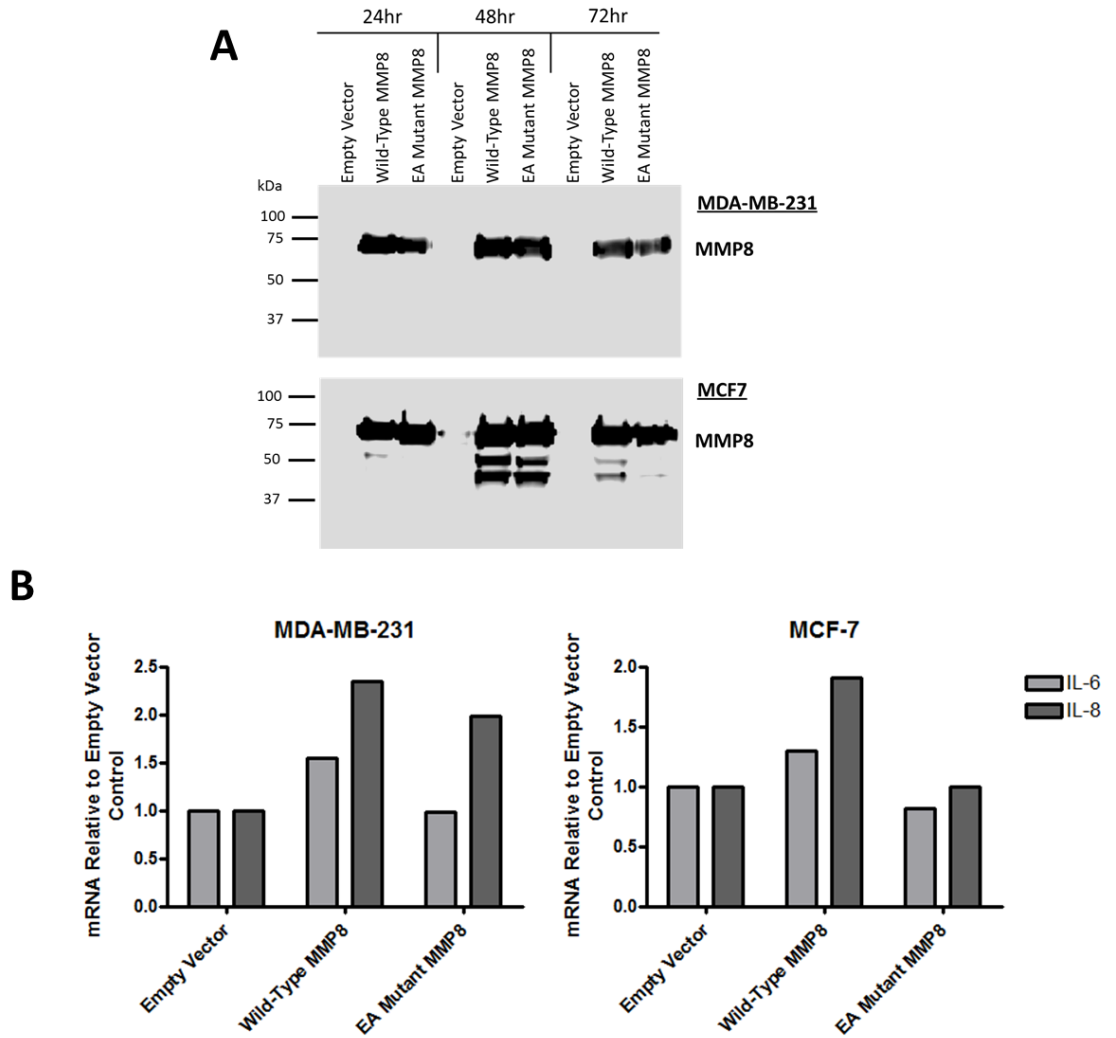 A
24hr 48hr 72hr
Empty Vector
Wild-Type MMP8
EA Mutant MMP8
Empty Vector
Wild-Type MMP8
EA Mutant MMP8
Empty Vector
Wild-Type MMP8
EA Mutant MMP8
kDa
100
75
50
37
MDA-MB-231
MMP8
100
75
50
37
MCF7
MMP8
B
MDA-MB-231
mRNA Relative to Empty Vector
Control
2.5
2.0
1.5
1.0
0.5
0.0
Empty Vector
Wild-Type MMP8
EA Mutant MMP8
MCF-7
mRNA Relative to Empty Vector
Control
2.0
1.5
1.0
0.5
0.0
Empty Vector
Wild-Type MMP8
EA Mutant MMP8
IL-6
IL-8